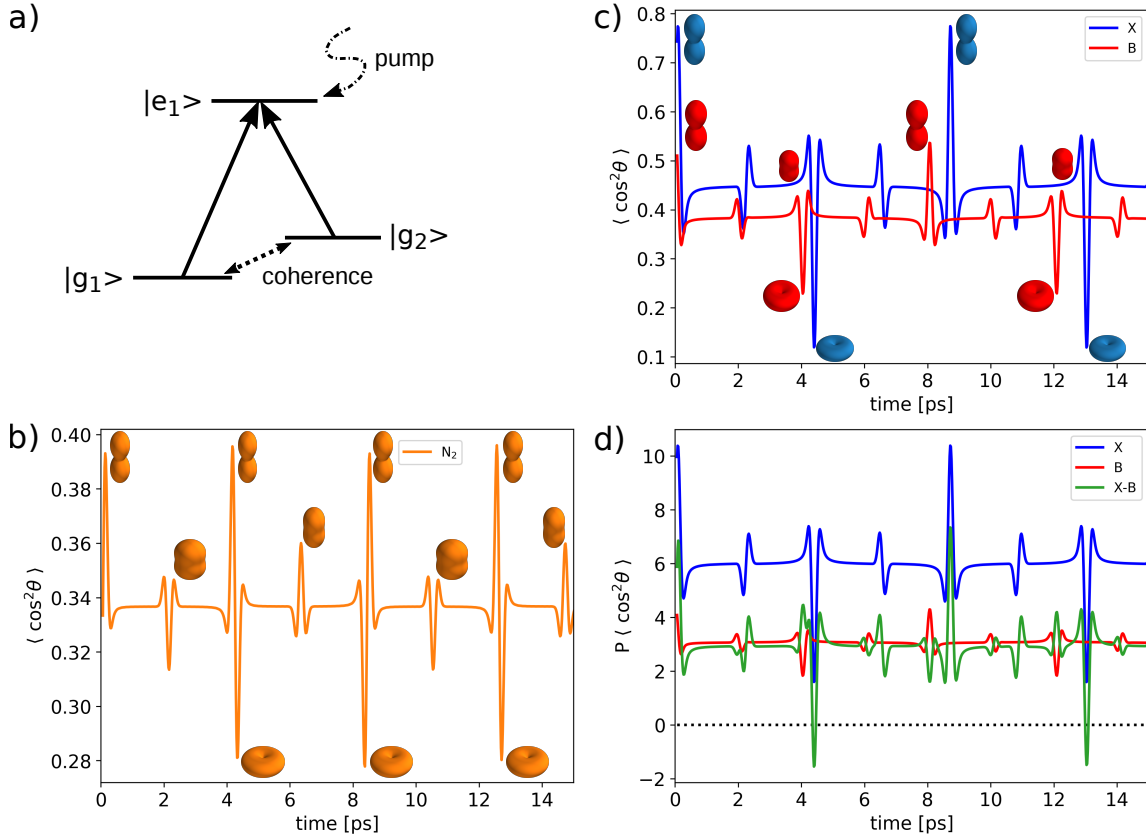 a)
pump
|e₁>
|g₂>
|g₁>
coherence
b)
0.40
0.38
0.36
0.34
0.32
0.30
0.28
⟨ cos²θ ⟩
N₂
0 2 4 6 8 10 12 14
time [ps]
c)
0.8
0.7
0.6
0.5
0.4
0.3
0.2
0.1
⟨ cos²θ ⟩
X
B
0 2 4 6 8 10 12 14
time [ps]
d)
10
8
6
4
2
0
−2
P ⟨ cos²θ ⟩
X
B
X-B
0 2 4 6 8 10 12 14
time [ps]